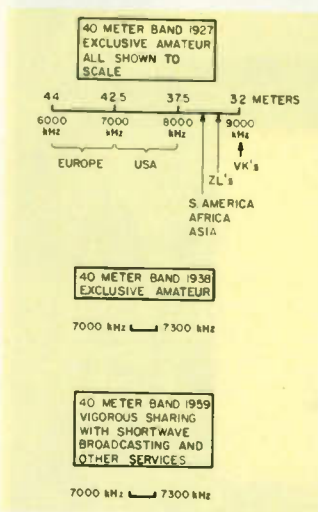 40 METER BAND 1927
EXCLUSIVE AMATEUR
ALL SHOWN TO
SCALE
44 42.5 37.5 32 METERS
6000 kHz 7000 kHz 8000 kHz 9000 kHz
EUROPE USA
VK's
ZL's
S. AMERICA
AFRICA
ASIA
40 METER BAND 1938
EXCLUSIVE AMATEUR
7000 kHz 7300 kHz
40 METER BAND 1959
VIGOROUS SHARING
WITH SHORTWAVE
BROADCASTING AND
OTHER SERVICES
7000 kHz 7300 kHz